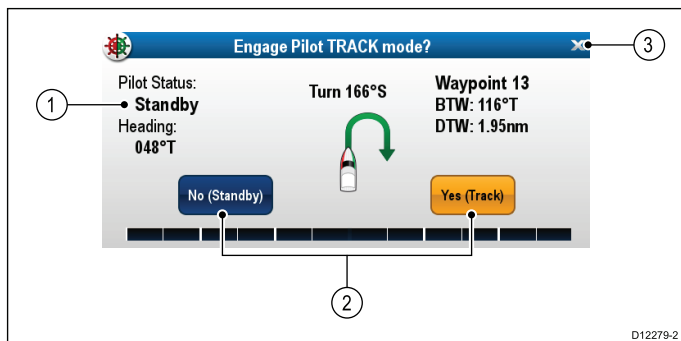 Engage Pilot TRACK mode?
3
Pilot Status:
1
Standby
Heading:
048°T
Turn 166°S
Waypoint 13
BTW: 116°T
DTW: 1.95nm
No (Standby)
Yes (Track)
2
D12279-2